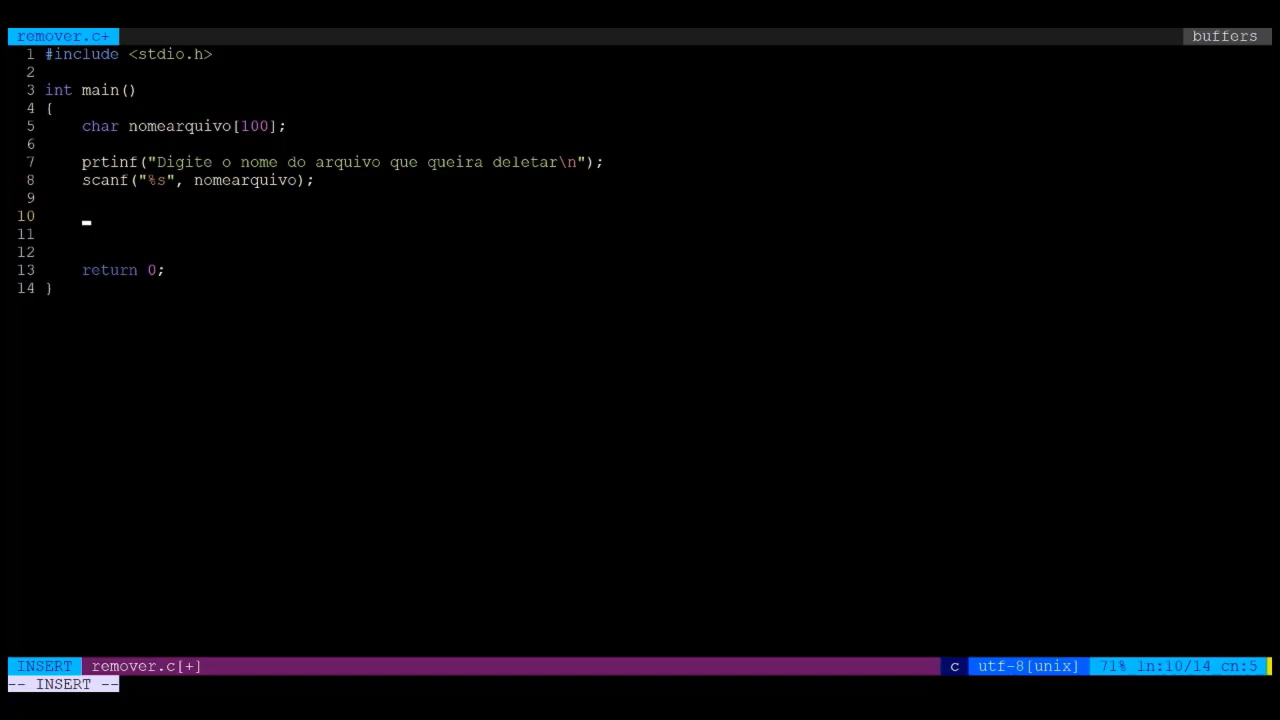 remover.c+ buffers
1 #include <stdio.h>
2
3 int main()
4 {
5     char nomearquivo[100];
6
7     prtinf("Digite o nome do arquivo que queira deletar\n");
8     scanf("%s", nomearquivo);
9
10
11
12
13     return 0;
14 }
INSERT remover.c[+] c utf-8[unix] 71% ln:10/14 cn:5
-- INSERT --